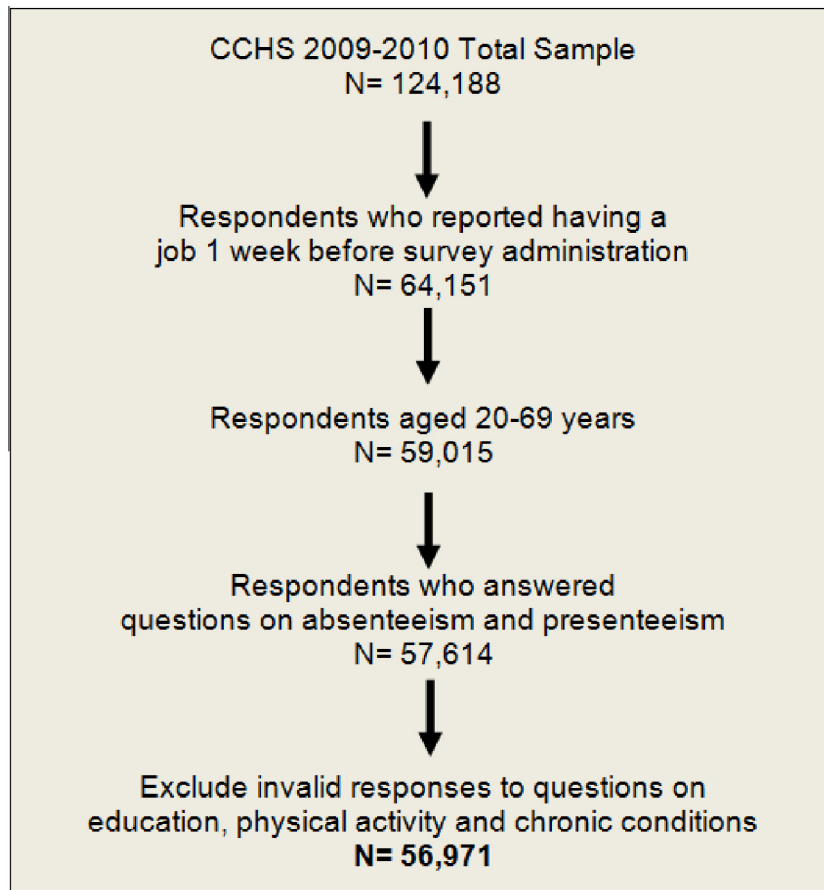 CCHS 2009-2010 Total Sample
N= 124,188
Respondents who reported having a
job 1 week before survey administration
N= 64,151
Respondents aged 20-69 years
N= 59,015
Respondents who answered
questions on absenteeism and presenteeism
N= 57,614
Exclude invalid responses to questions on
education, physical activity and chronic conditions
N= 56,971